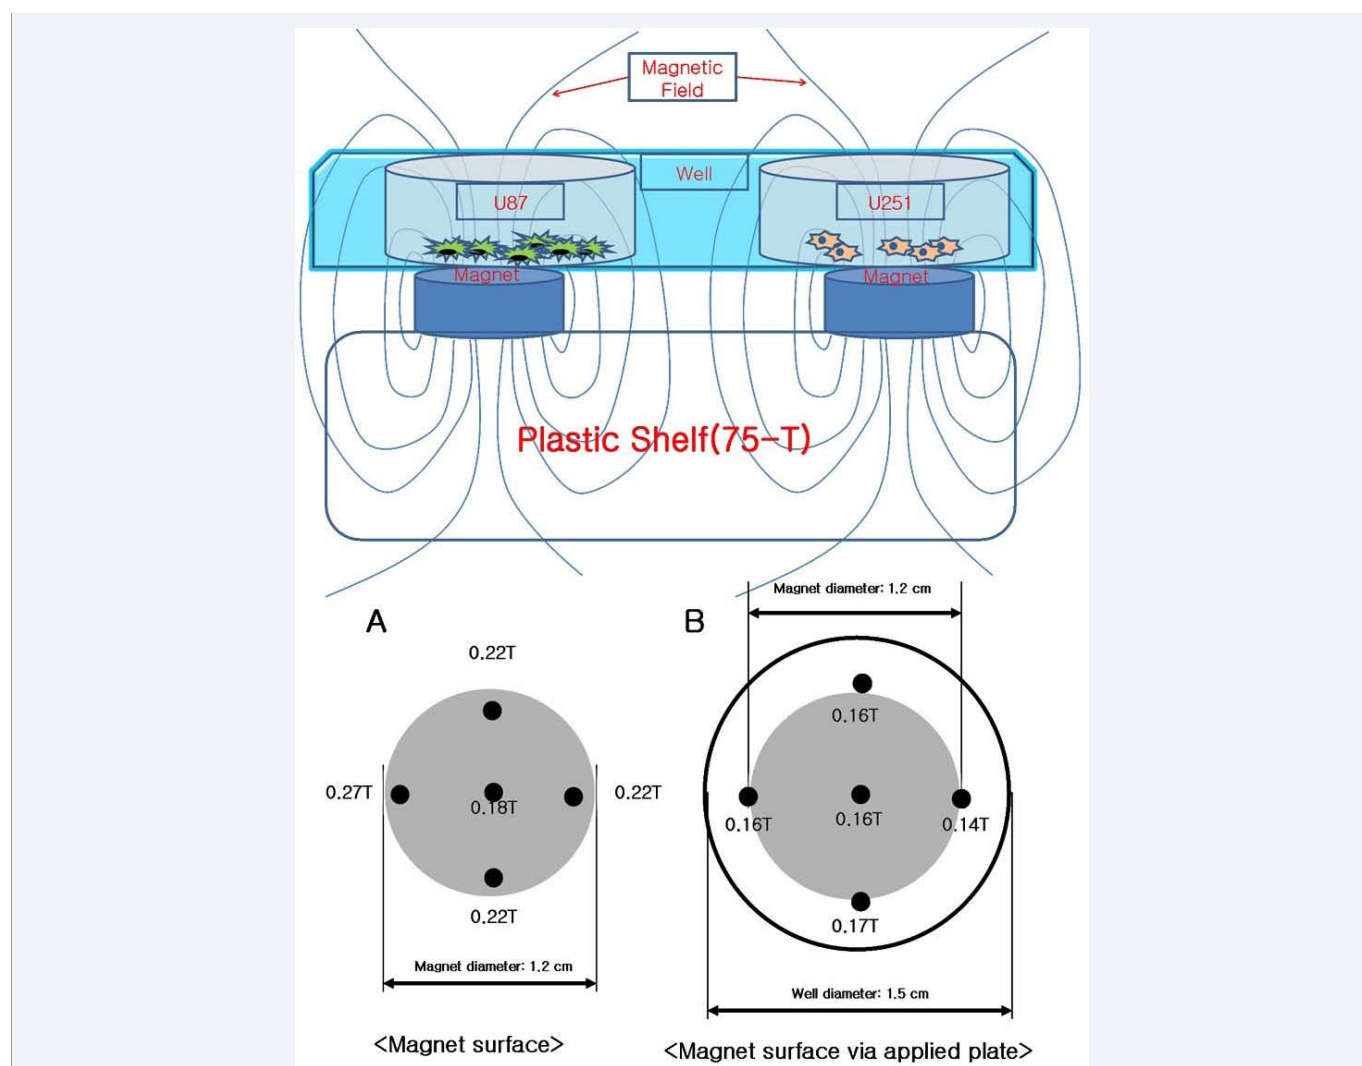 Magnetic
Field
Well
U87
U251
Magnet
Magnet
Plastic Shelf(75-T)
A
0.22T
0.27T
0.18T
0.22T
0.22T
Magnet diameter: 1.2 cm
<Magnet surface>
B
Magnet diameter: 1.2 cm
0.16T
0.16T
0.16T
0.14T
0.17T
Well diameter: 1.5 cm
<Magnet surface via applied plate>